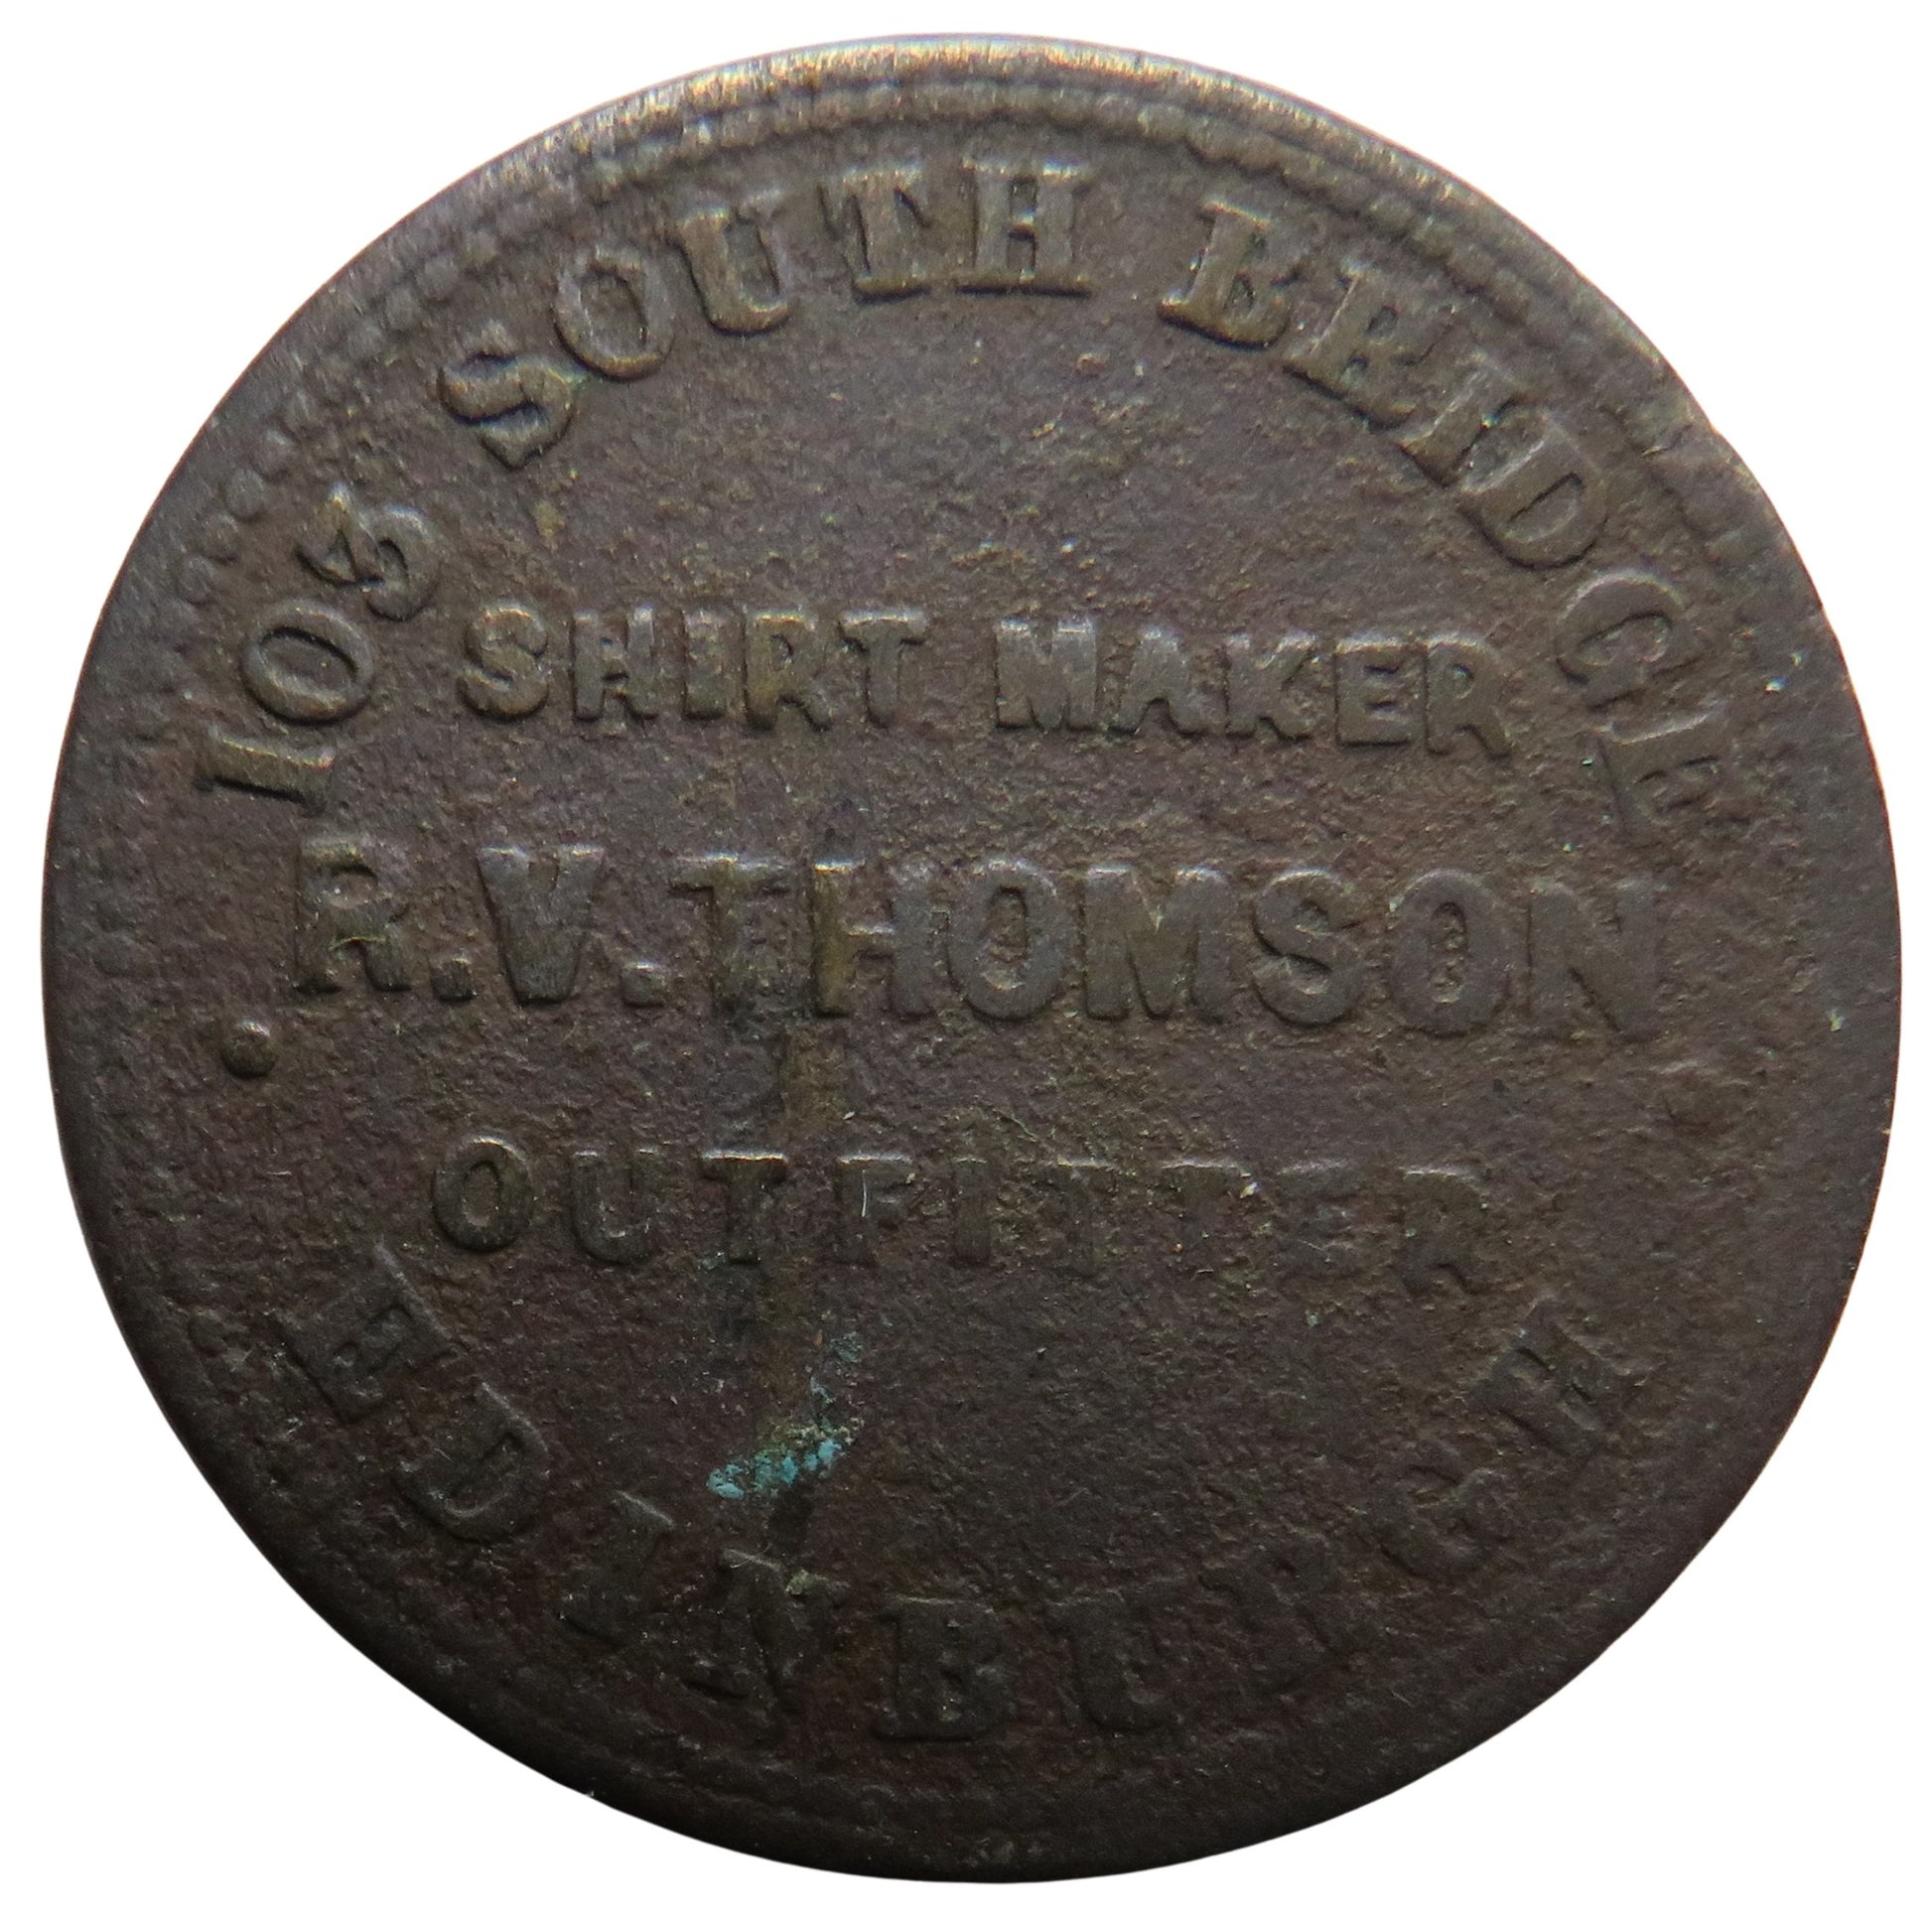 103 SOUTH BRIDGE
SHIRT MAKER
R.V.THOMSON
OUTFITTER
EDINBURGH